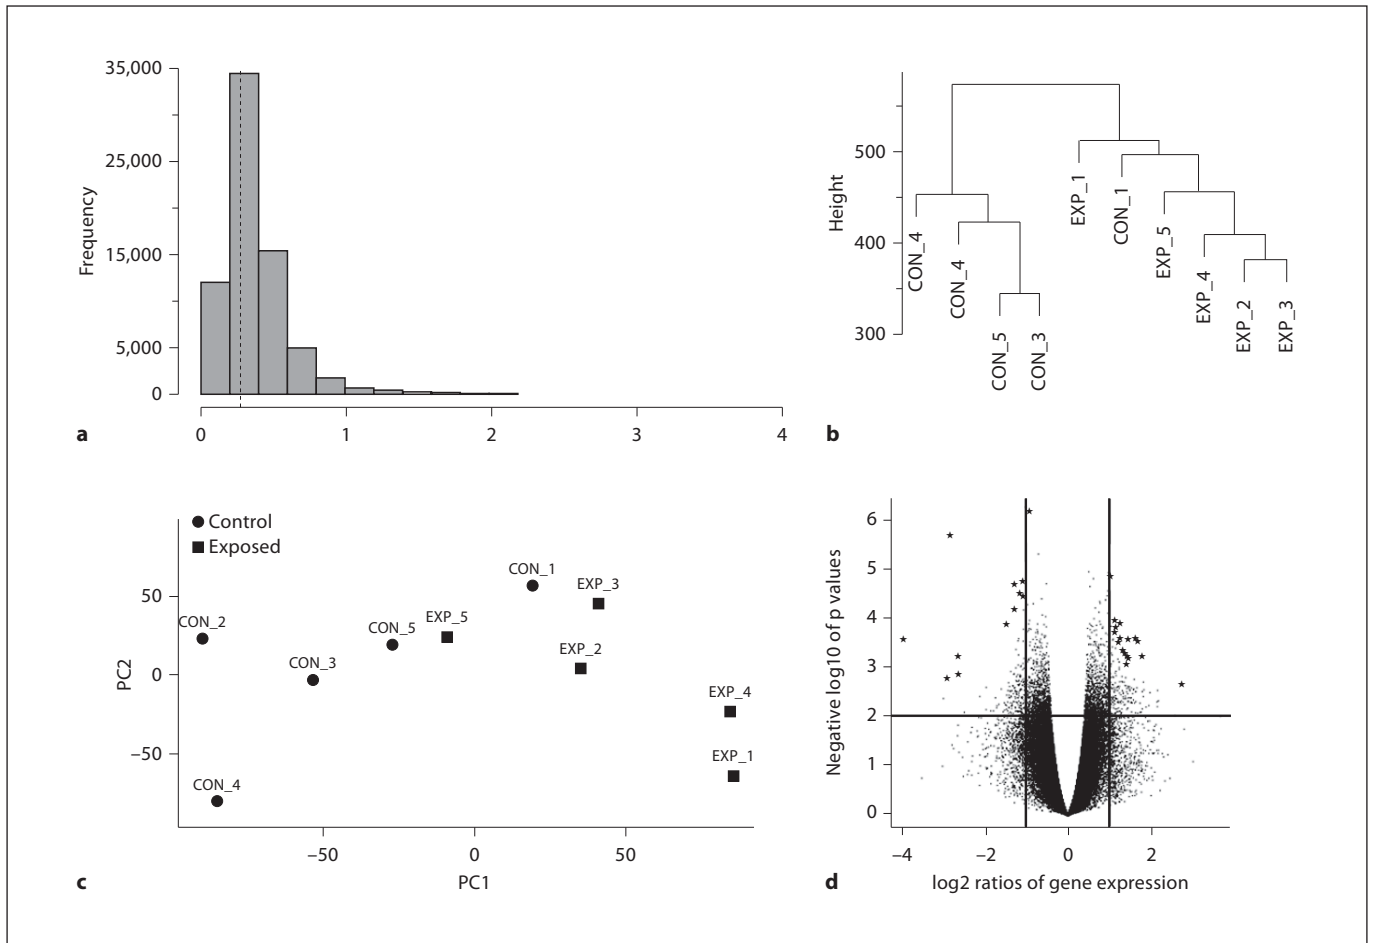 35,000
25,000
15,000
5,000
0
Frequency
0 1 2 3 4
a
500
400
300
Height
EXP_1
CON_1
CON_4
CON_4
EXP_5
EXP_4
CON_5
CON_3
EXP_2
EXP_3
b
Control
Exposed
50
0
−50
PC2
CON_1
EXP_3
CON_2
EXP_5
CON_5
EXP_2
CON_3
EXP_4
EXP_1
CON_4
−50 0 50
PC1
c
6
5
4
3
2
1
0
Negative log10 of p values
−4 −2 0 2
log2 ratios of gene expression
d